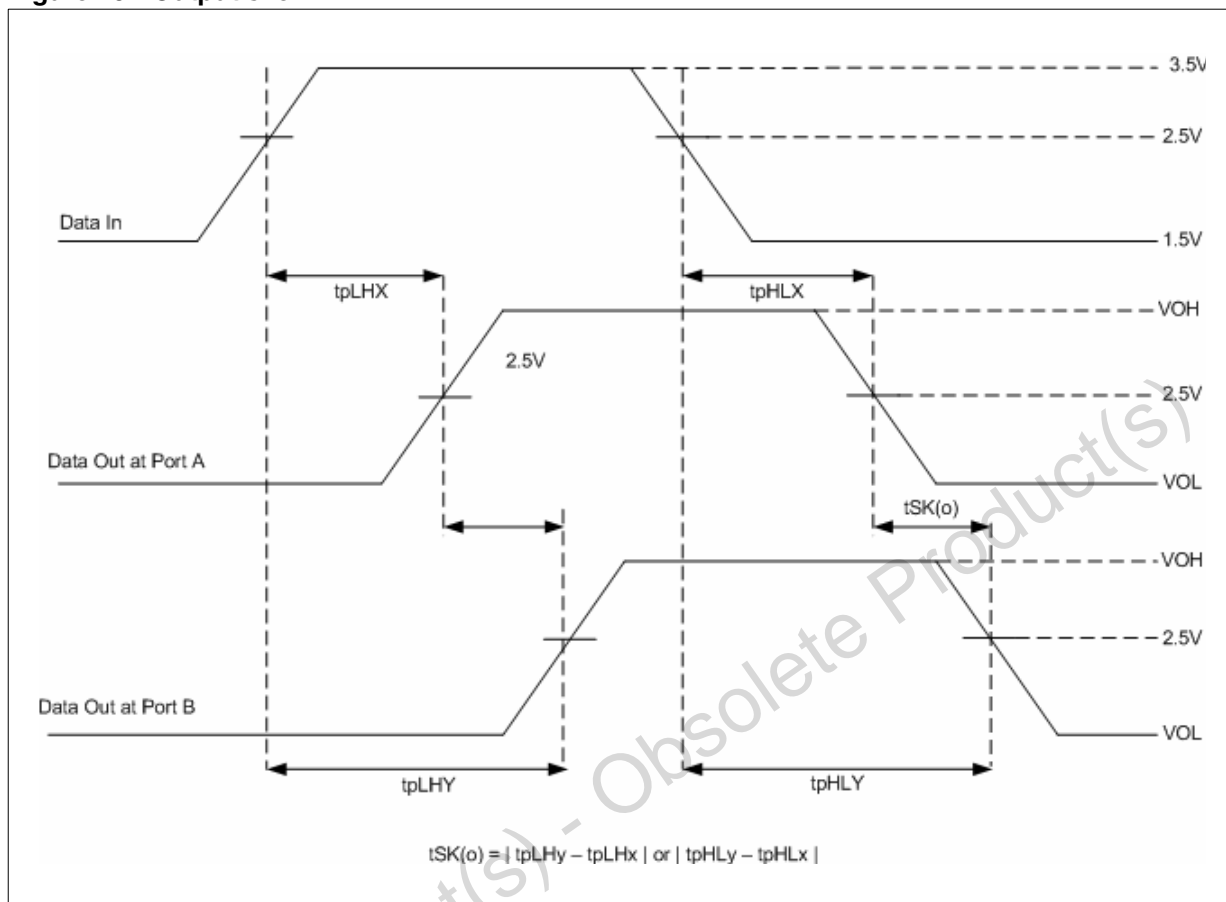 3.5V
2.5V
Data In
1.5V
tpLHX
tpHLX
VOH
2.5V
2.5V
Data Out at Port A
VOL
tSK(o)
VOH
2.5V
Data Out at Port B
VOL
tpLHY
tpHLY
tSK(o) = | tpLHy – tpLHx | or | tpHLy – tpHLx |
t(s) - Obsolete Product(s)